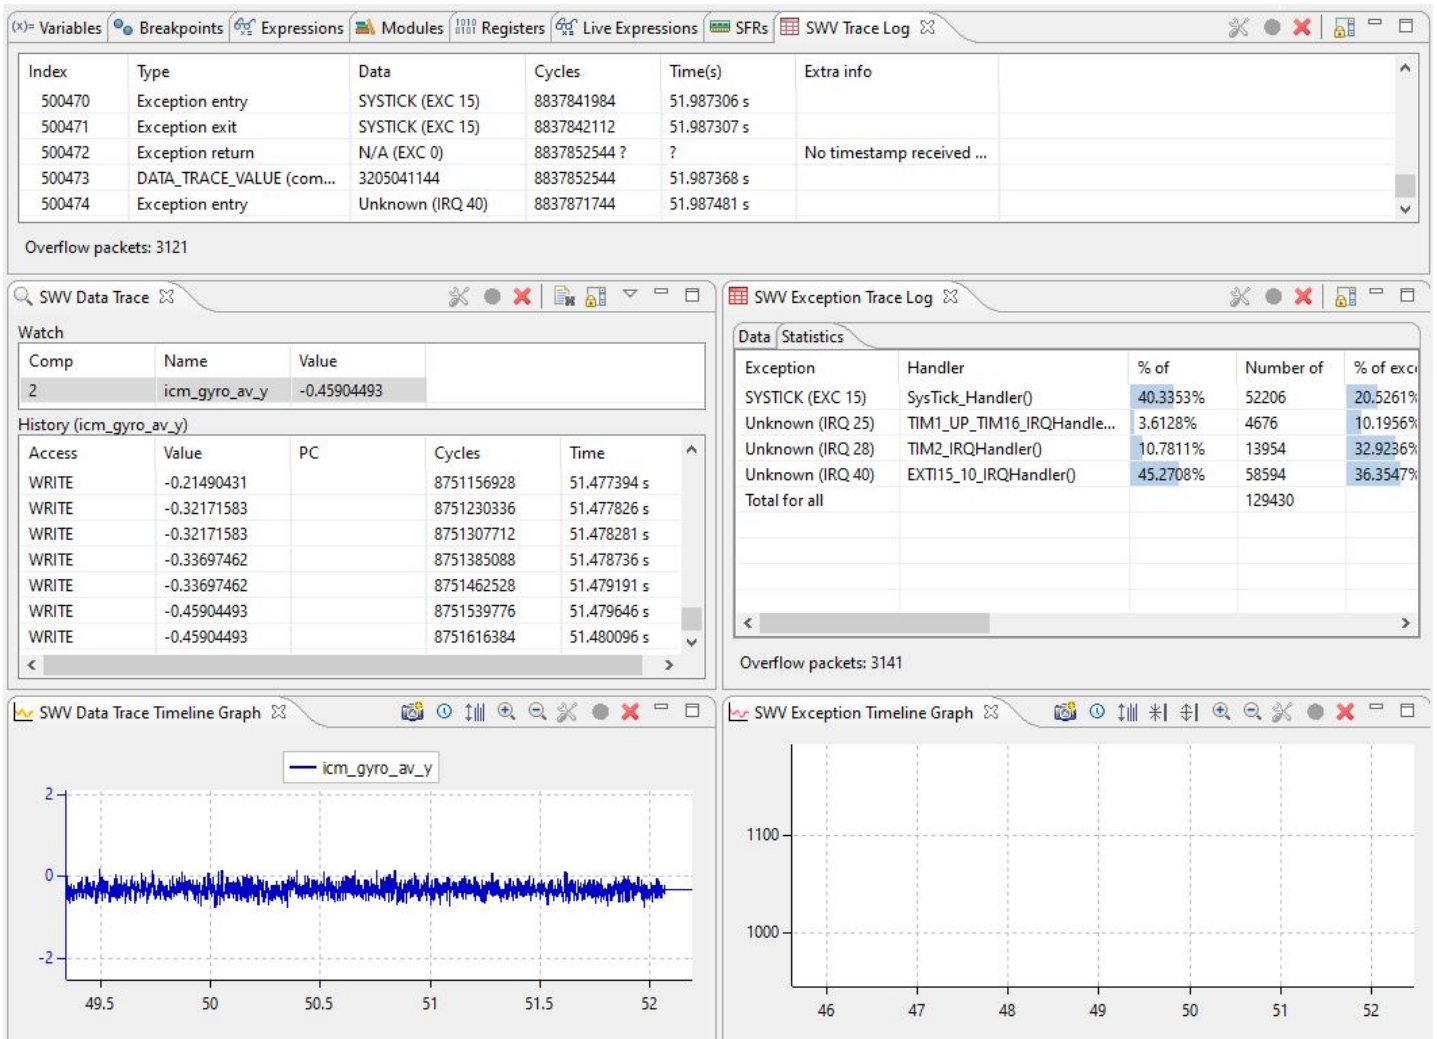 (x)= Variables Breakpoints Expressions Modules Registers Live Expressions SFRs SWV Trace Log
Index Type Data Cycles Time(s) Extra info
500470 Exception entry SYSTICK (EXC 15) 8837841984 51.987306 s
500471 Exception exit SYSTICK (EXC 15) 8837842112 51.987307 s
500472 Exception return N/A (EXC 0) 8837852544 ? ? No timestamp received ...
500473 DATA_TRACE_VALUE (com... 3205041144 8837852544 51.987368 s
500474 Exception entry Unknown (IRQ 40) 8837871744 51.987481 s
Overflow packets: 3121
SWV Data Trace
Watch
Comp Name Value
2 icm_gyro_av_y -0.45904493
History (icm_gyro_av_y)
Access Value PC Cycles Time
WRITE -0.21490431 8751156928 51.477394 s
WRITE -0.32171583 8751230336 51.477826 s
WRITE -0.32171583 8751307712 51.478281 s
WRITE -0.33697462 8751385088 51.478736 s
WRITE -0.33697462 8751462528 51.479191 s
WRITE -0.45904493 8751539776 51.479646 s
WRITE -0.45904493 8751616384 51.480096 s
SWV Exception Trace Log
Data Statistics
Exception Handler % of Number of % of exc
SYSTICK (EXC 15) SysTick_Handler() 40.3353% 52206 20.5261%
Unknown (IRQ 25) TIM1_UP_TIM16_IRQHandle... 3.6128% 4676 10.1956%
Unknown (IRQ 28) TIM2_IRQHandler() 10.7811% 13954 32.9236%
Unknown (IRQ 40) EXTI15_10_IRQHandler() 45.2708% 58594 36.3547%
Total for all 129430
Overflow packets: 3141
SWV Data Trace Timeline Graph
icm_gyro_av_y
2
0
-2
49.5 50 50.5 51 51.5 52
SWV Exception Timeline Graph
1100
1000
46 47 48 49 50 51 52